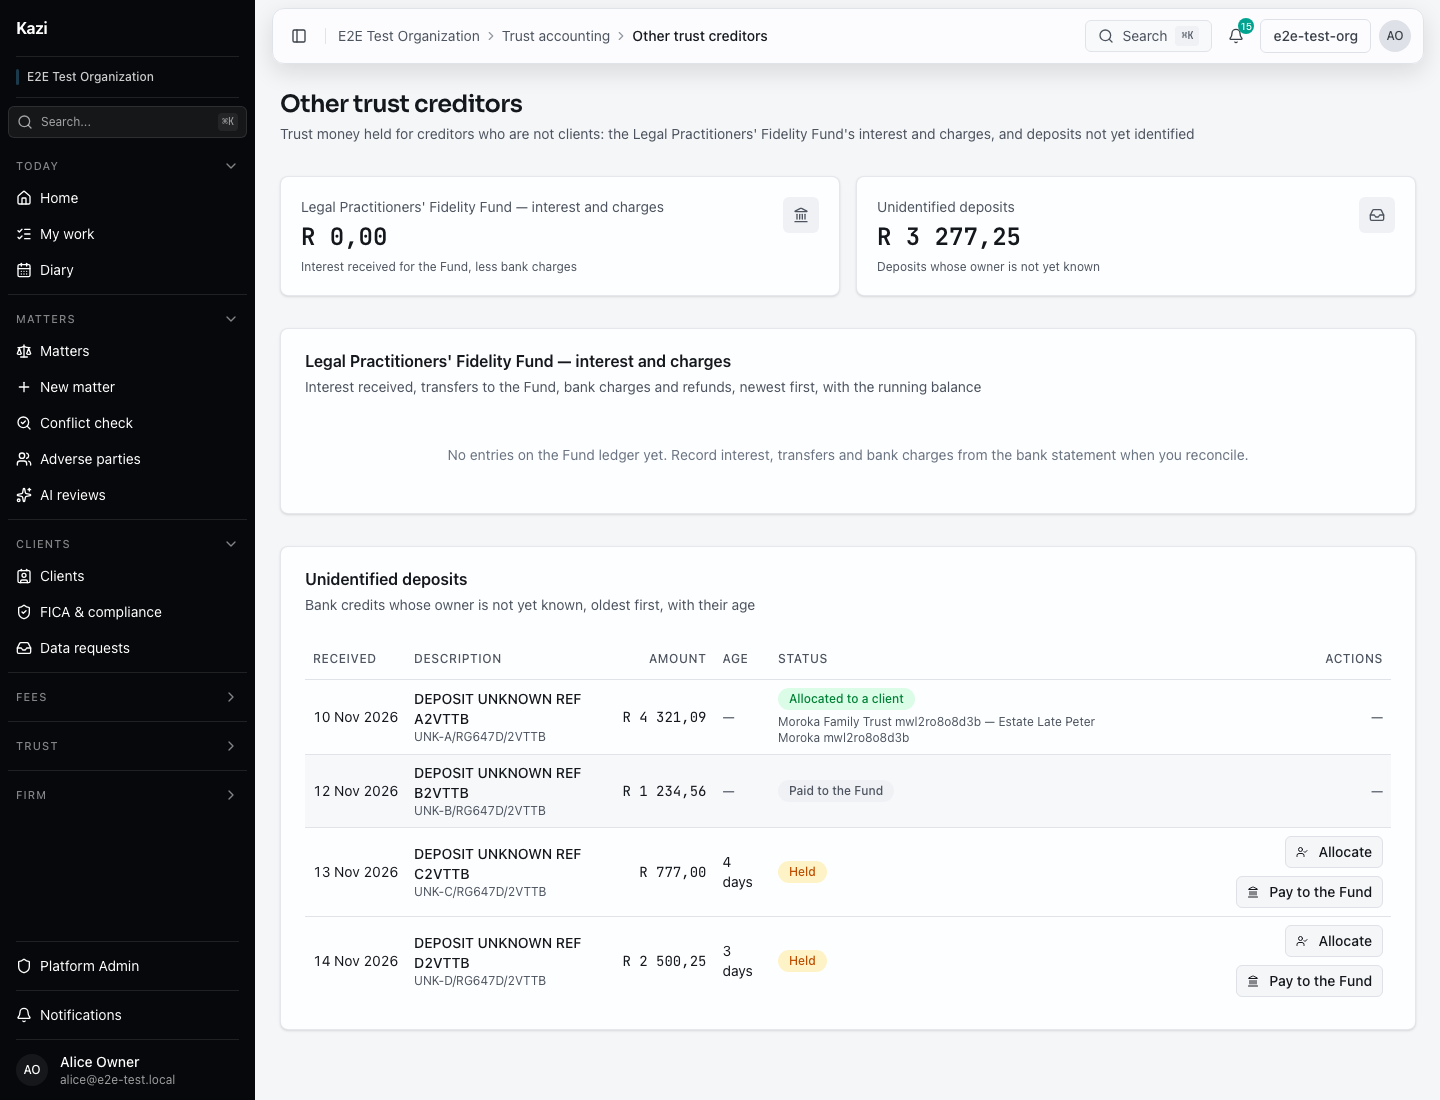 Kazi
E2E Test Organization
Search... ⌘K
TODAY
Home
My work
Diary
MATTERS
Matters
New matter
Conflict check
Adverse parties
AI reviews
CLIENTS
Clients
FICA & compliance
Data requests
FEES
TRUST
FIRM
Platform Admin
Notifications
AO
Alice Owner
alice@e2e-test.local
E2E Test Organization > Trust accounting > Other trust creditors
Search ⌘K
15
e2e-test-org
AO
Other trust creditors
Trust money held for creditors who are not clients: the Legal Practitioners' Fidelity Fund's interest and charges, and deposits not yet identified
Legal Practitioners' Fidelity Fund — interest and charges
R 0,00
Interest received for the Fund, less bank charges
Unidentified deposits
R 3 277,25
Deposits whose owner is not yet known
Legal Practitioners' Fidelity Fund — interest and charges
Interest received, transfers to the Fund, bank charges and refunds, newest first, with the running balance
No entries on the Fund ledger yet. Record interest, transfers and bank charges from the bank statement when you reconcile.
Unidentified deposits
Bank credits whose owner is not yet known, oldest first, with their age
RECEIVED DESCRIPTION AMOUNT AGE STATUS ACTIONS
10 Nov 2026
DEPOSIT UNKNOWN REF
A2VTTB
UNK-A/RG647D/2VTTB
R 4 321,09
—
Allocated to a client
Moroka Family Trust mwl2ro8o8d3b — Estate Late Peter
Moroka mwl2ro8o8d3b
—
12 Nov 2026
DEPOSIT UNKNOWN REF
B2VTTB
UNK-B/RG647D/2VTTB
R 1 234,56
—
Paid to the Fund
—
13 Nov 2026
DEPOSIT UNKNOWN REF
C2VTTB
UNK-C/RG647D/2VTTB
R 777,00
4
days
Held
Allocate
Pay to the Fund
14 Nov 2026
DEPOSIT UNKNOWN REF
D2VTTB
UNK-D/RG647D/2VTTB
R 2 500,25
3
days
Held
Allocate
Pay to the Fund